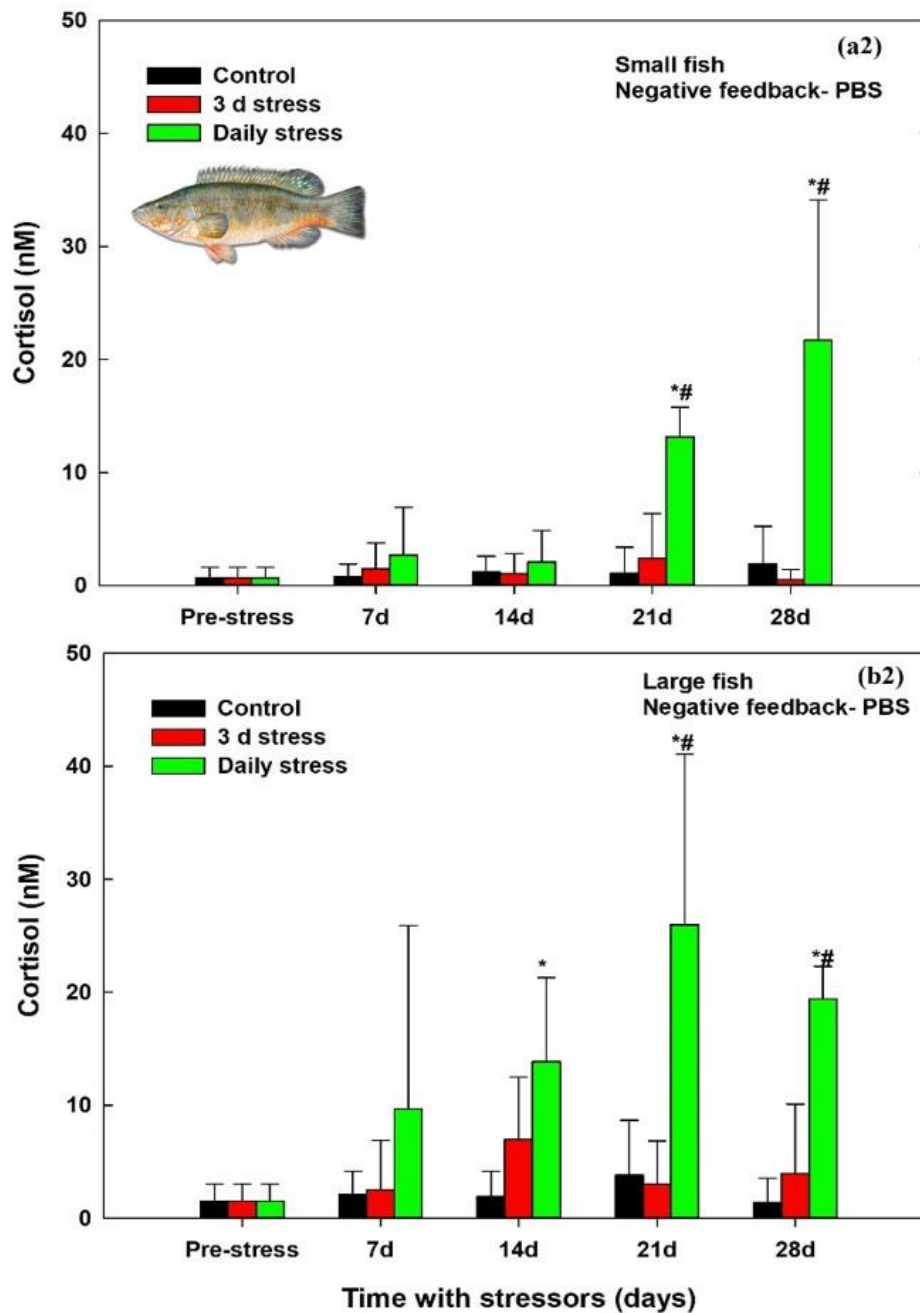 50
(a2)
Control
3 d stress
Daily stress
Small fish
Negative feedback- PBS
*#
40
*#
30
Cortisol (nM)
20
10
0
Pre-stress 7d 14d 21d 28d
50
(b2)
Control
3 d stress
Daily stress
Large fish
Negative feedback- PBS
*#
40
30
Cortisol (nM)
*#
*
20
10
0
Pre-stress 7d 14d 21d 28d
Time with stressors (days)